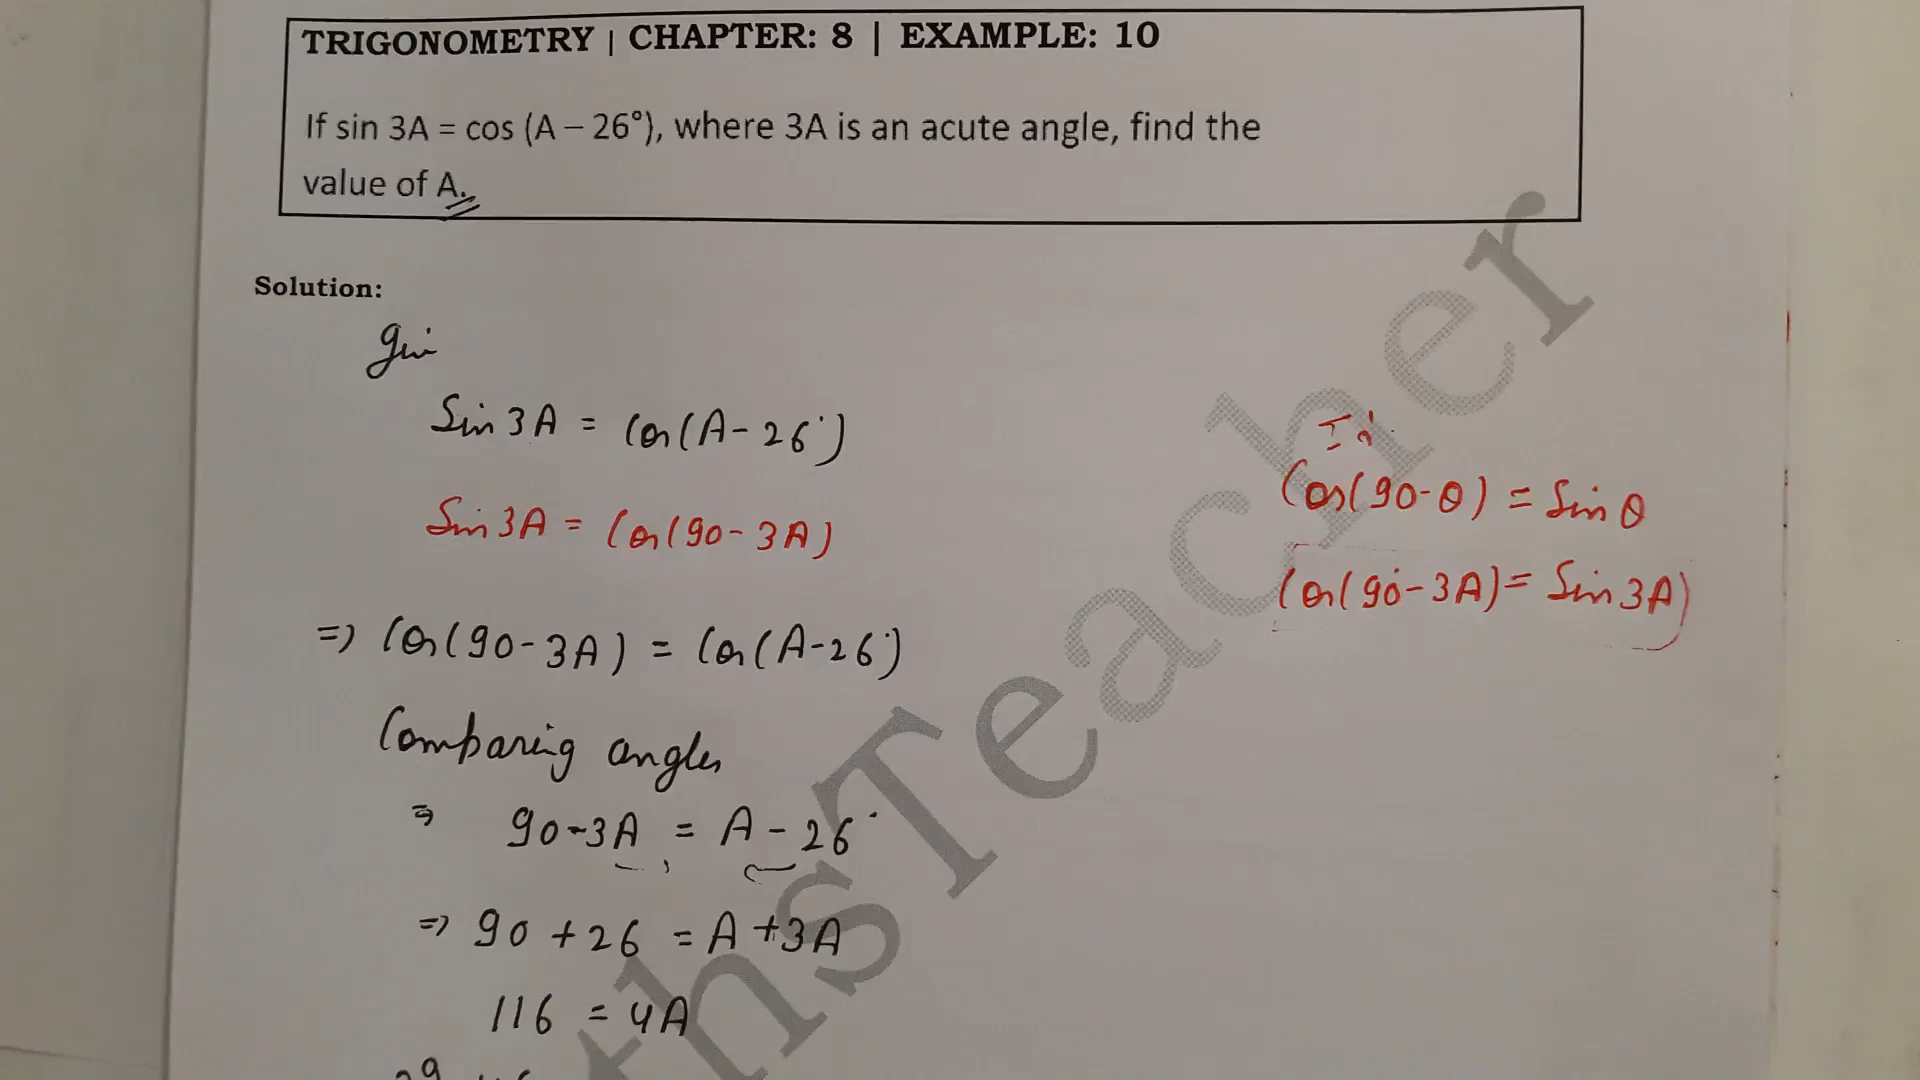 TRIGONOMETRY | CHAPTER: 8 | EXAMPLE: 10
If sin 3A = cos (A – 26°), where 3A is an acute angle, find the
value of A.
Solution:
Sin 3A = Cos(A - 26°)
Sin 3A = Cos(90 - 3A)
=> Cos(90 - 3A) = Cos(A - 26°)
Comparing angles
=> 90 - 3A = A - 26°
=> 90 + 26 = A + 3A
116 = 4A
Cos(90 - θ) = Sin θ
Cos(90° - 3A) = Sin 3A)
thsTeacher